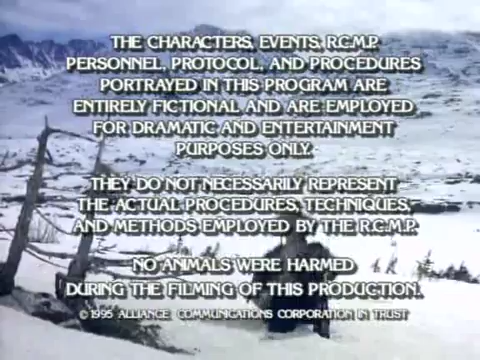 THE CHARACTERS, EVENTS, R.C.M.P.
PERSONNEL, PROTOCOL, AND PROCEDURES
PORTRAYED IN THIS PROGRAM ARE
ENTIRELY FICTIONAL AND ARE EMPLOYED
FOR DRAMATIC AND ENTERTAINMENT
PURPOSES ONLY.
THEY DO NOT NECESSARILY REPRESENT
THE ACTUAL PROCEDURES, TECHNIQUES,
AND METHODS EMPLOYED BY THE R.C.M.P.
NO ANIMALS WERE HARMED
DURING THE FILMING OF THIS PRODUCTION.
© 1995 ALLIANCE COMMUNICATIONS CORPORATION IN TRUST